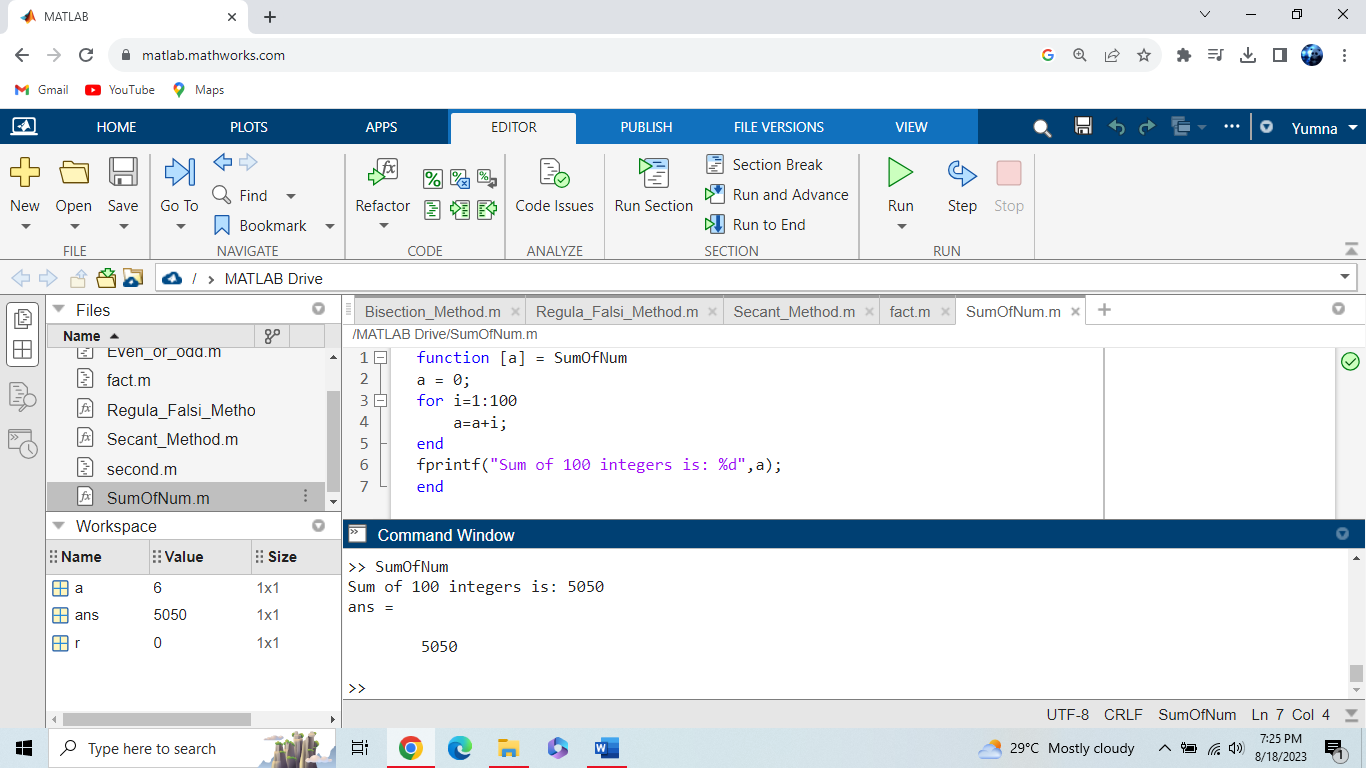 MATLAB
matlab.mathworks.com
Gmail YouTube Maps
HOME PLOTS APPS EDITOR PUBLISH FILE VERSIONS VIEW Yumna
New Open Save Go To Find Bookmark Refactor Code Issues Run Section Section Break Run and Advance Run to End Run Step Stop
FILE NAVIGATE CODE ANALYZE SECTION RUN
/ > MATLAB Drive
Files
Name
Even_or_odd.m
fact.m
Regula_Falsi_Metho
Secant_Method.m
second.m
SumOfNum.m
Workspace
Name Value Size
a 6 1x1
ans 5050 1x1
r 0 1x1
Bisection_Method.m × Regula_Falsi_Method.m × Secant_Method.m × fact.m × SumOfNum.m × +
/MATLAB Drive/SumOfNum.m
1 function [a] = SumOfNum
2 a = 0;
3 for i=1:100
4 a=a+i;
5 end
6 fprintf("Sum of 100 integers is: %d",a);
7 end
Command Window
>> SumOfNum
Sum of 100 integers is: 5050
ans =
5050
>>
UTF-8 CRLF SumOfNum Ln 7 Col 4
Type here to search
29°C Mostly cloudy
7:25 PM
8/18/2023
1